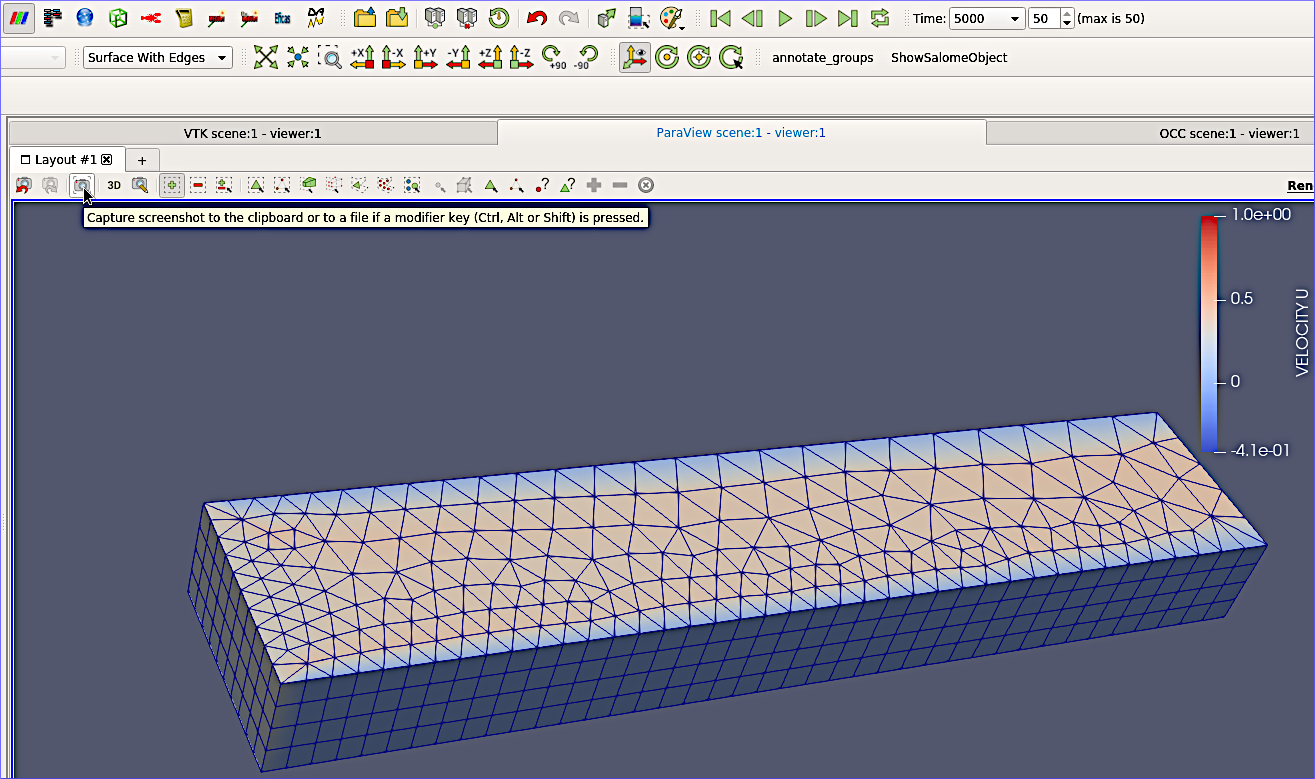 Efcas
Time: 5000 50 (max is 50)
Surface With Edges +X -X +Y -Y +Z -Z +90 -90 annotate_groups ShowSalomeObject
VTK scene:1 - viewer:1 ParaView scene:1 - viewer:1 OCC scene:1 - viewer:1
Layout #1 +
3D ? ?
Ren
Capture screenshot to the clipboard or to a file if a modifier key (Ctrl, Alt or Shift) is pressed.
1.0e+00
0.5
0
-4.1e-01
VELOCITY U